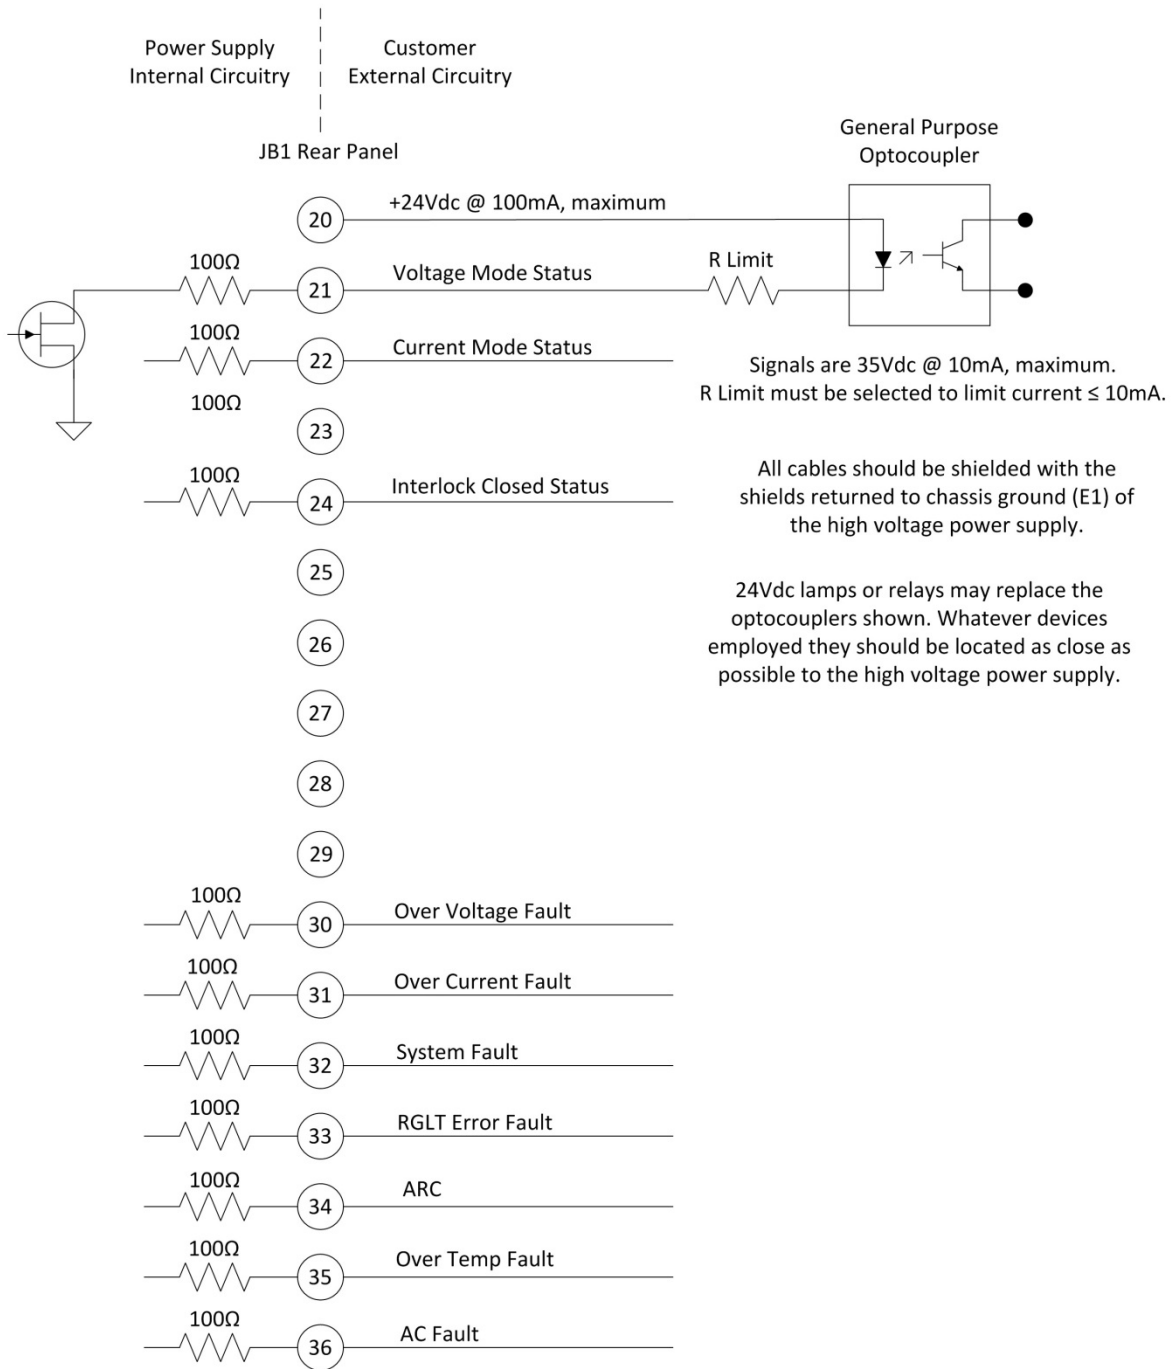 Power Supply
Internal Circuitry
Customer
External Circuitry
JB1 Rear Panel
General Purpose
Optocoupler
20
+24Vdc @ 100mA, maximum
100Ω
21
Voltage Mode Status
R Limit
100Ω
22
Current Mode Status
Signals are 35Vdc @ 10mA, maximum.
R Limit must be selected to limit current ≤ 10mA.
100Ω
23
100Ω
24
Interlock Closed Status
All cables should be shielded with the
shields returned to chassis ground (E1) of
the high voltage power supply.
25
24Vdc lamps or relays may replace the
optocouplers shown. Whatever devices
employed they should be located as close as
possible to the high voltage power supply.
26
27
28
29
100Ω
30
Over Voltage Fault
100Ω
31
Over Current Fault
100Ω
32
System Fault
100Ω
33
RGLT Error Fault
100Ω
34
ARC
100Ω
35
Over Temp Fault
100Ω
36
AC Fault